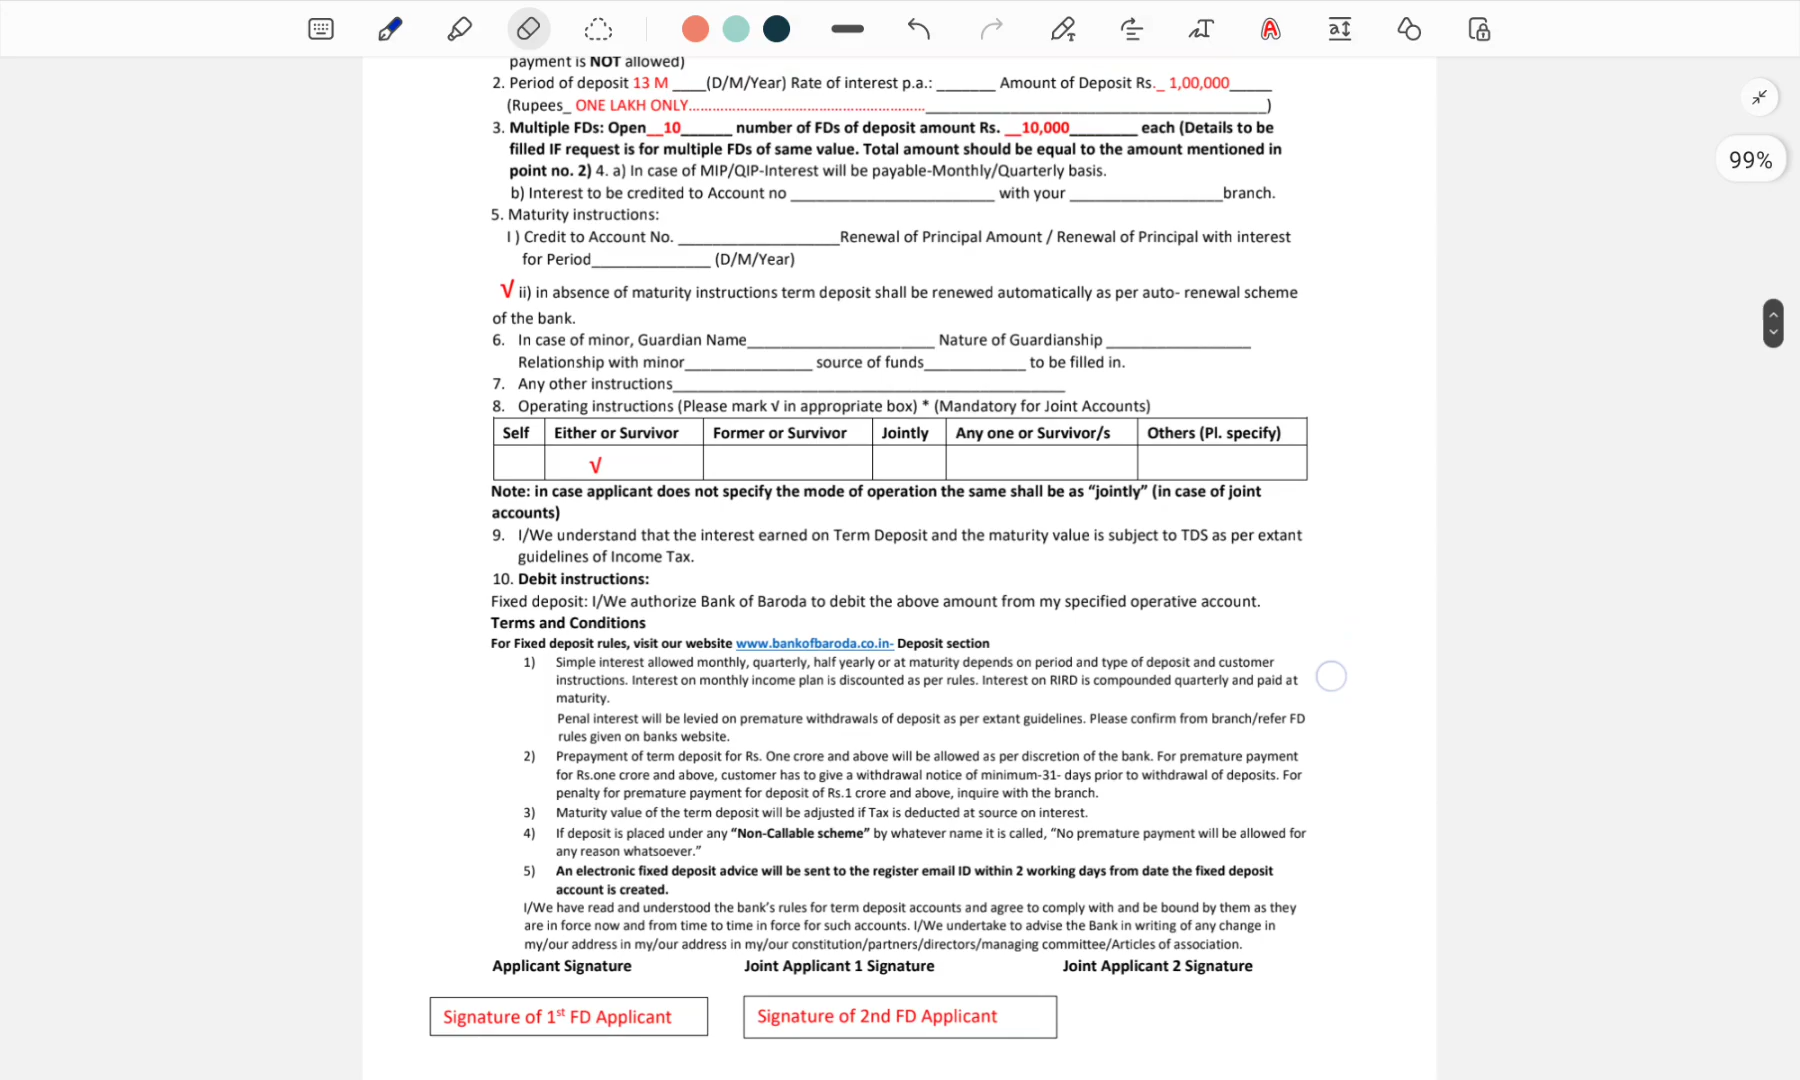 payment is NOT allowed)
99%
2. Period of deposit 13 M ____(D/M/Year) Rate of interest p.a.: _______ Amount of Deposit Rs._ 1,00,000_____
(Rupees_ ONE LAKH ONLY......................................................._________________________________________)
3. Multiple FDs: Open__10______ number of FDs of deposit amount Rs. __10,000________ each (Details to be
filled IF request is for multiple FDs of same value. Total amount should be equal to the amount mentioned in
point no. 2) 4. a) In case of MIP/QIP-Interest will be payable-Monthly/Quarterly basis.
b) Interest to be credited to Account no ________________________ with your __________________branch.
5. Maturity instructions:
I ) Credit to Account No. ___________________Renewal of Principal Amount / Renewal of Principal with interest
for Period______________ (D/M/Year)
√ ii) in absence of maturity instructions term deposit shall be renewed automatically as per auto- renewal scheme
of the bank.
6. In case of minor, Guardian Name______________________ Nature of Guardianship _________________
Relationship with minor_______________ source of funds____________ to be filled in.
7. Any other instructions______________________________________________
8. Operating instructions (Please mark √ in appropriate box) * (Mandatory for Joint Accounts)
Self Either or Survivor Former or Survivor Jointly Any one or Survivor/s Others (Pl. specify)
√
Note: in case applicant does not specify the mode of operation the same shall be as “jointly” (in case of joint
accounts)
9. I/We understand that the interest earned on Term Deposit and the maturity value is subject to TDS as per extant
guidelines of Income Tax.
10. Debit instructions:
Fixed deposit: I/We authorize Bank of Baroda to debit the above amount from my specified operative account.
Terms and Conditions
For Fixed deposit rules, visit our website www.bankofbaroda.co.in- Deposit section
1) Simple interest allowed monthly, quarterly, half yearly or at maturity depends on period and type of deposit and customer
instructions. Interest on monthly income plan is discounted as per rules. Interest on RIRD is compounded quarterly and paid at
maturity.
Penal interest will be levied on premature withdrawals of deposit as per extant guidelines. Please confirm from branch/refer FD
rules given on banks website.
2) Prepayment of term deposit for Rs. One crore and above will be allowed as per discretion of the bank. For premature payment
for Rs.one crore and above, customer has to give a withdrawal notice of minimum-31- days prior to withdrawal of deposits. For
penalty for premature payment for deposit of Rs.1 crore and above, inquire with the branch.
3) Maturity value of the term deposit will be adjusted if Tax is deducted at source on interest.
4) If deposit is placed under any “Non-Callable scheme” by whatever name it is called, “No premature payment will be allowed for
any reason whatsoever.”
5) An electronic fixed deposit advice will be sent to the register email ID within 2 working days from date the fixed deposit
account is created.
I/We have read and understood the bank’s rules for term deposit accounts and agree to comply with and be bound by them as they
are in force now and from time to time in force for such accounts. I/We undertake to advise the Bank in writing of any change in
my/our address in my/our address in my/our constitution/partners/directors/managing committee/Articles of association.
Applicant Signature Joint Applicant 1 Signature Joint Applicant 2 Signature
Signature of 1st FD Applicant Signature of 2nd FD Applicant